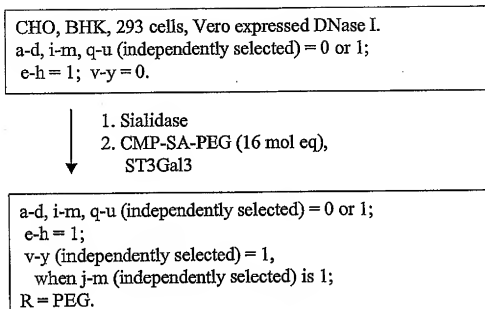 CHO, BHK, 293 cells, Vero expressed DNase I.
a-d, i-m, q-u (independently selected) = 0 or 1;
e-h = 1; v-y = 0.
1. Sialidase
2. CMP-SA-PEG (16 mol eq),
ST3Gal3
a-d, i-m, q-u (independently selected) = 0 or 1;
e-h = 1;
v-y (independently selected) = 1,
when j-m (independently selected) is 1;
R = PEG.